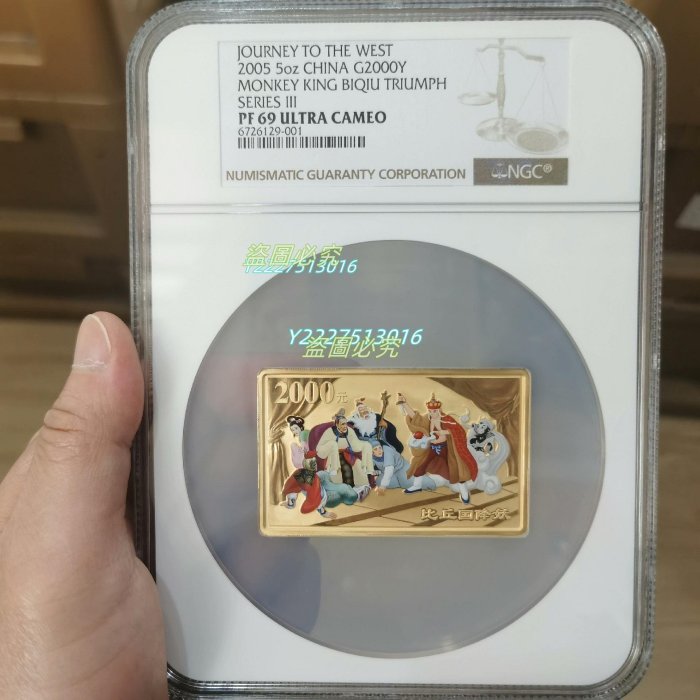 JOURNEY TO THE WEST
2005 5oz CHINA G2000Y
MONKEY KING BIQIU TRIUMPH
SERIES III
PF 69 ULTRA CAMEO
6726129-001
NUMISMATIC GUARANTY CORPORATION
NGC®
盜圖必究
Y2227513016
Y2227513016
盜圖必究
2000元
比丘国降妖